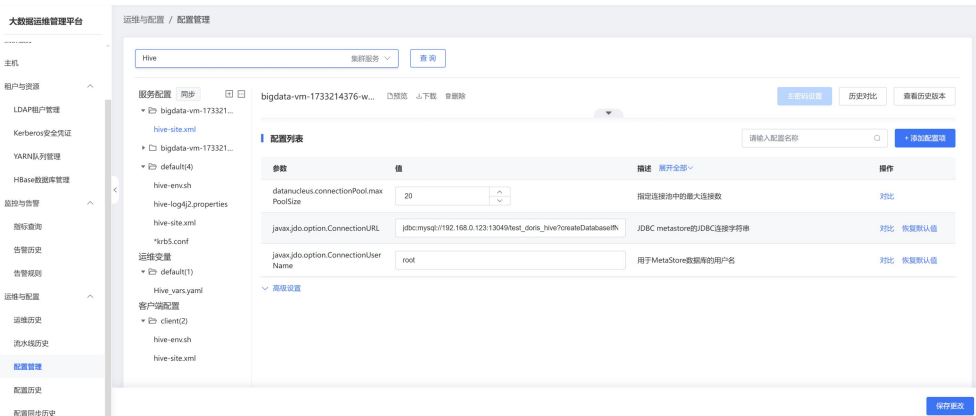 大数据运维管理平台
运维与配置 / 配置管理
主机
租户与资源
LDAP租户管理
Kerberos安全凭证
YARN队列管理
HBase数据库管理
监控与告警
指标查询
告警历史
告警规则
运维与配置
运维历史
流水线历史
配置管理
配置历史
配置同步历史
Hive 集群服务 查 询
服务配置 同步
bigdata-vm-173321...
hive-site.xml
bigdata-vm-173321...
default(4)
hive-env.sh
hive-log4j2.properties
hive-site.xml
*krb5.conf
运维变量
default(1)
Hive_vars.yaml
客户端配置
client(2)
hive-env.sh
hive-site.xml
bigdata-vm-1733214376-w... 预览 下载 删除
主密码设置 历史对比 查看历史版本
配置列表
请输入配置名称 + 添加配置项
参数 值 描述 展开全部 操作
datanucleus.connectionPool.max
PoolSize
20 指定连接池中的最大连接数 对比
javax.jdo.option.ConnectionURL jdbc:mysql://192.168.0.123:13049/test_doris_hive?createDatabaseIfN JDBC metastore的JDBC连接字符串 对比 恢复默认值
javax.jdo.option.ConnectionUser
Name
root 用于MetaStore数据库的用户名 对比 恢复默认值
高级设置
保存更改